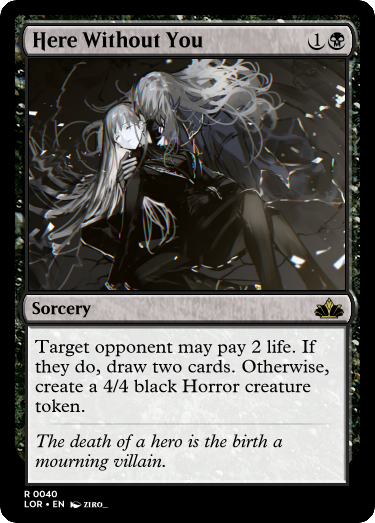 Here Without You 1
Sorcery
Target opponent may pay 2 life. If
they do, draw two cards. Otherwise,
create a 4/4 black Horror creature
token.
The death of a hero is the birth a
mourning villain.
R 0040
LOR • EN ZIRO_